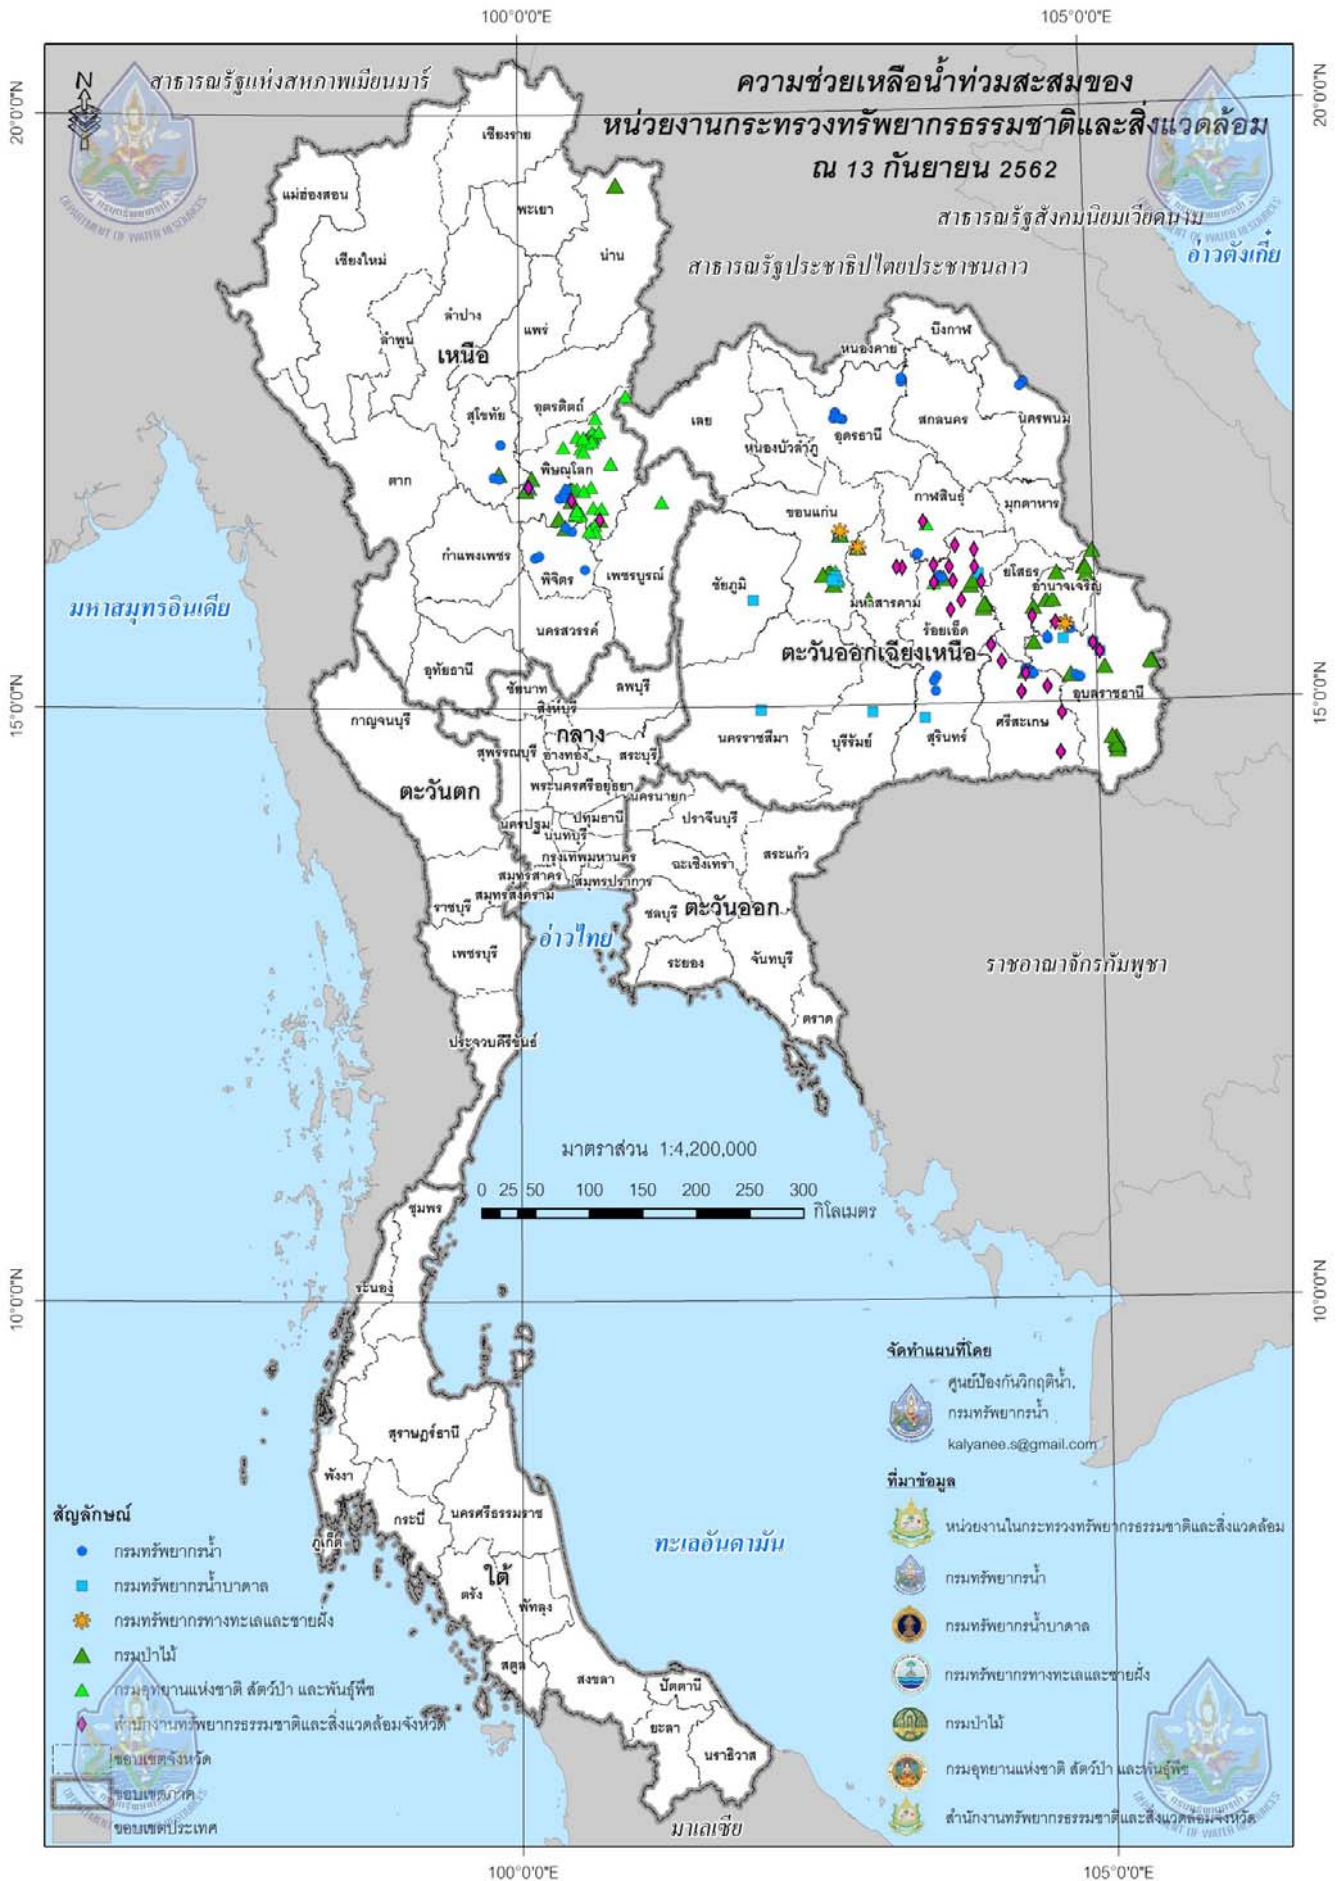 100°0'0"E
105°0'0"E
20°0'0"N
20°0'0"N
N
สาธารณรัฐแห่งสหภาพเมียนมาร์
ความช่วยเหลือน้ำท่วมสะสมของ
หน่วยงานกระทรวงทรัพยากรธรรมชาติและสิ่งแวดล้อม
ณ 13 กันยายน 2562
เชียงราย
แม่ฮ่องสอน
พะเยา
สาธารณรัฐสังคมนิยมเวียดนาม
อ่าวตังเกี๋ย
เชียงใหม่
น่าน
สาธารณรัฐประชาธิปไตยประชาชนลาว
ลำปาง
แพร่
ลำพูน
เหนือ
บึงกาฬ
หนองคาย
สุโขทัย
อุตรดิตถ์
เลย
สกลนคร
นครพนม
อุดรธานี
หนองบัวลำภู
ตาก
พิษณุโลก
กาฬสินธุ์
มุกดาหาร
ขอนแก่น
กำแพงเพชร
พิจิตร
เพชรบูรณ์
ชัยภูมิ
ยโสธร
อำนาจเจริญ
มหาสารคาม
มหาสมุทรอินเดีย
นครสวรรค์
ร้อยเอ็ด
ตะวันออกเฉียงเหนือ
อุทัยธานี
ชัยนาท
ลพบุรี
อุบลราชธานี
15°0'0"N
15°0'0"N
กาญจนบุรี
สิงห์บุรี
ศรีสะเกษ
กลาง
นครราชสีมา
บุรีรัมย์
สุรินทร์
สุพรรณบุรี
อ่างทอง
สระบุรี
ตะวันตก
พระนครศรีอยุธยา
นครนายก
นครปฐม
ปทุมธานี
ปราจีนบุรี
นนทบุรี
กรุงเทพมหานคร
ฉะเชิงเทรา
สระแก้ว
สมุทรสาคร
สมุทรปราการ
สมุทรสงคราม
ราชบุรี
ชลบุรี
ตะวันออก
อ่าวไทย
เพชรบุรี
ระยอง
จันทบุรี
ราชอาณาจักรกัมพูชา
ตราด
ประจวบคีรีขันธ์
มาตราส่วน 1:4,200,000
0 25 50 100 150 200 250 300
กิโลเมตร
ชุมพร
ระนอง
10°0'0"N
10°0'0"N
จัดทำแผนที่โดย
ศูนย์ป้องกันวิกฤติน้ำ,
กรมทรัพยากรน้ำ
kalyanee.s@gmail.com
สุราษฎร์ธานี
พังงา
นครศรีธรรมราช
กระบี่
ภูเก็ต
ทะเลอันดามัน
ใต้
ตรัง
พัทลุง
สตูล
สงขลา
ปัตตานี
ยะลา
นราธิวาส
มาเลเซีย
ที่มาข้อมูล
หน่วยงานในกระทรวงทรัพยากรธรรมชาติและสิ่งแวดล้อม
กรมทรัพยากรน้ำ
กรมทรัพยากรน้ำบาดาล
กรมทรัพยากรทางทะเลและชายฝั่ง
กรมป่าไม้
กรมอุทยานแห่งชาติ สัตว์ป่า และพันธุ์พืช
สำนักงานทรัพยากรธรรมชาติและสิ่งแวดล้อมจังหวัด
สัญลักษณ์
กรมทรัพยากรน้ำ
กรมทรัพยากรน้ำบาดาล
กรมทรัพยากรทางทะเลและชายฝั่ง
กรมป่าไม้
กรมอุทยานแห่งชาติ สัตว์ป่า และพันธุ์พืช
สำนักงานทรัพยากรธรรมชาติและสิ่งแวดล้อมจังหวัด
ขอบเขตจังหวัด
ขอบเขตภาค
ขอบเขตประเทศ
กรมทรัพยากรน้ำ
DEPARTMENT OF WATER RESOURCES
100°0'0"E
105°0'0"E